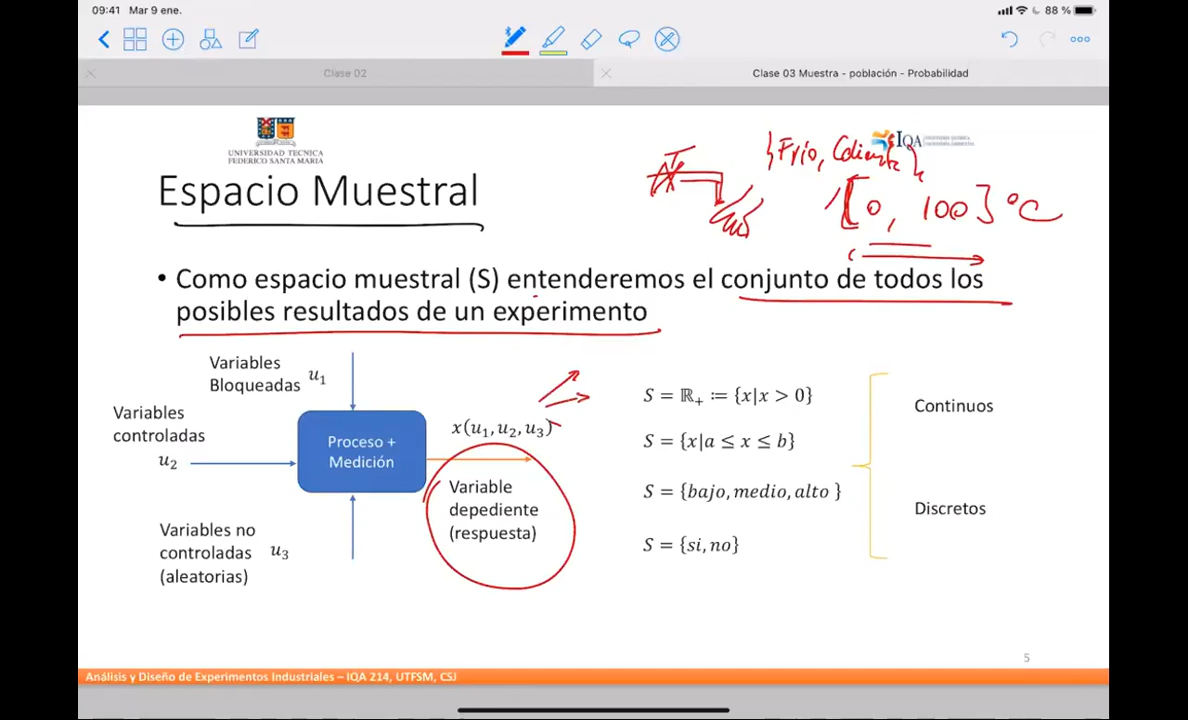 09:41 Mar 9 ene.
88 %
Clase 02
Clase 03 Muestra - población - Probabilidad
UNIVERSIDAD TECNICA
FEDERICO SANTA MARIA
IQA
{Frío, Caliente}
[0, 100] °C
Espacio Muestral
• Como espacio muestral (S) entenderemos el conjunto de todos los
posibles resultados de un experimento
Variables
Bloqueadas u₁
Variables
controladas
u₂
Proceso +
Medición
Variables no
controladas u₃
(aleatorias)
x(u₁, u₂, u₃)
Variable
depediente
(respuesta)
S = ℝ₊ ≔ {x|x > 0}
S = {x|a ≤ x ≤ b}
S = {bajo, medio, alto }
S = {si, no}
Continuos
Discretos
5
Análisis y Diseño de Experimentos Industriales – IQA 214, UTFSM, CSJ